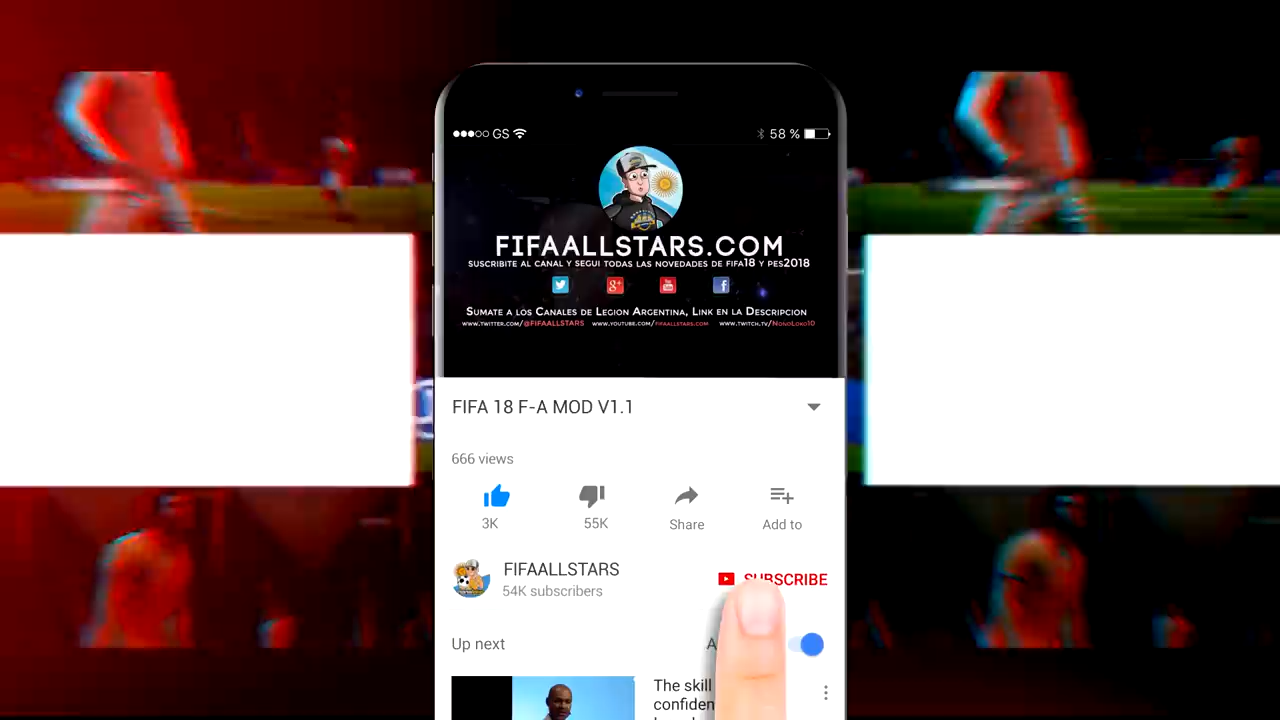 GS 58 %
FIFAALLSTARS.COM
SUSCRIBITE AL CANAL Y SEGUI TODAS LAS NOVEDADES DE FIFA18 Y PES2018
SUMATE A LOS CANALES DE LEGION ARGENTINA, LINK EN LA DESCRIPCION
WWW.TWITTER.COM/@FIFAALLSTARS WWW.YOUTUBE.COM/FIFAALLSTARS.COM WWW.TWITCH.TV/NONOLOKO10
FIFA 18 F-A MOD V1.1
666 views
3K 55K Share Add to
FIFAALLSTARS
54K subscribers
SUBSCRIBE
Up next
The skill
confiden